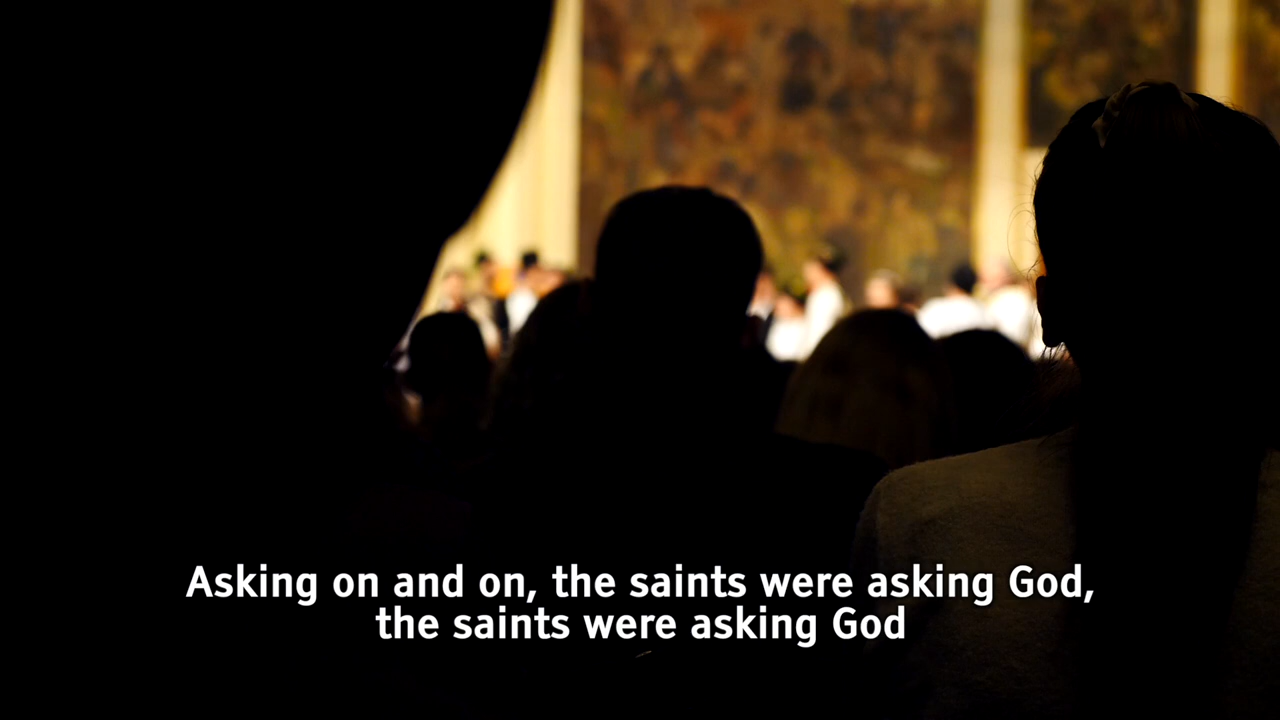 Asking on and on, the saints were asking God,
the saints were asking God